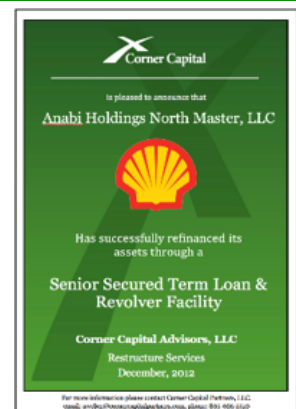 Corner Capital
is pleased to announce that
Anabi Holdings North Master, LLC
Has successfully refinanced its
assets through a
Senior Secured Term Loan &
Revolver Facility
Corner Capital Advisors, LLC
Restructure Services
December, 2012
For more information please contact Corner Capital Partners, LLC.